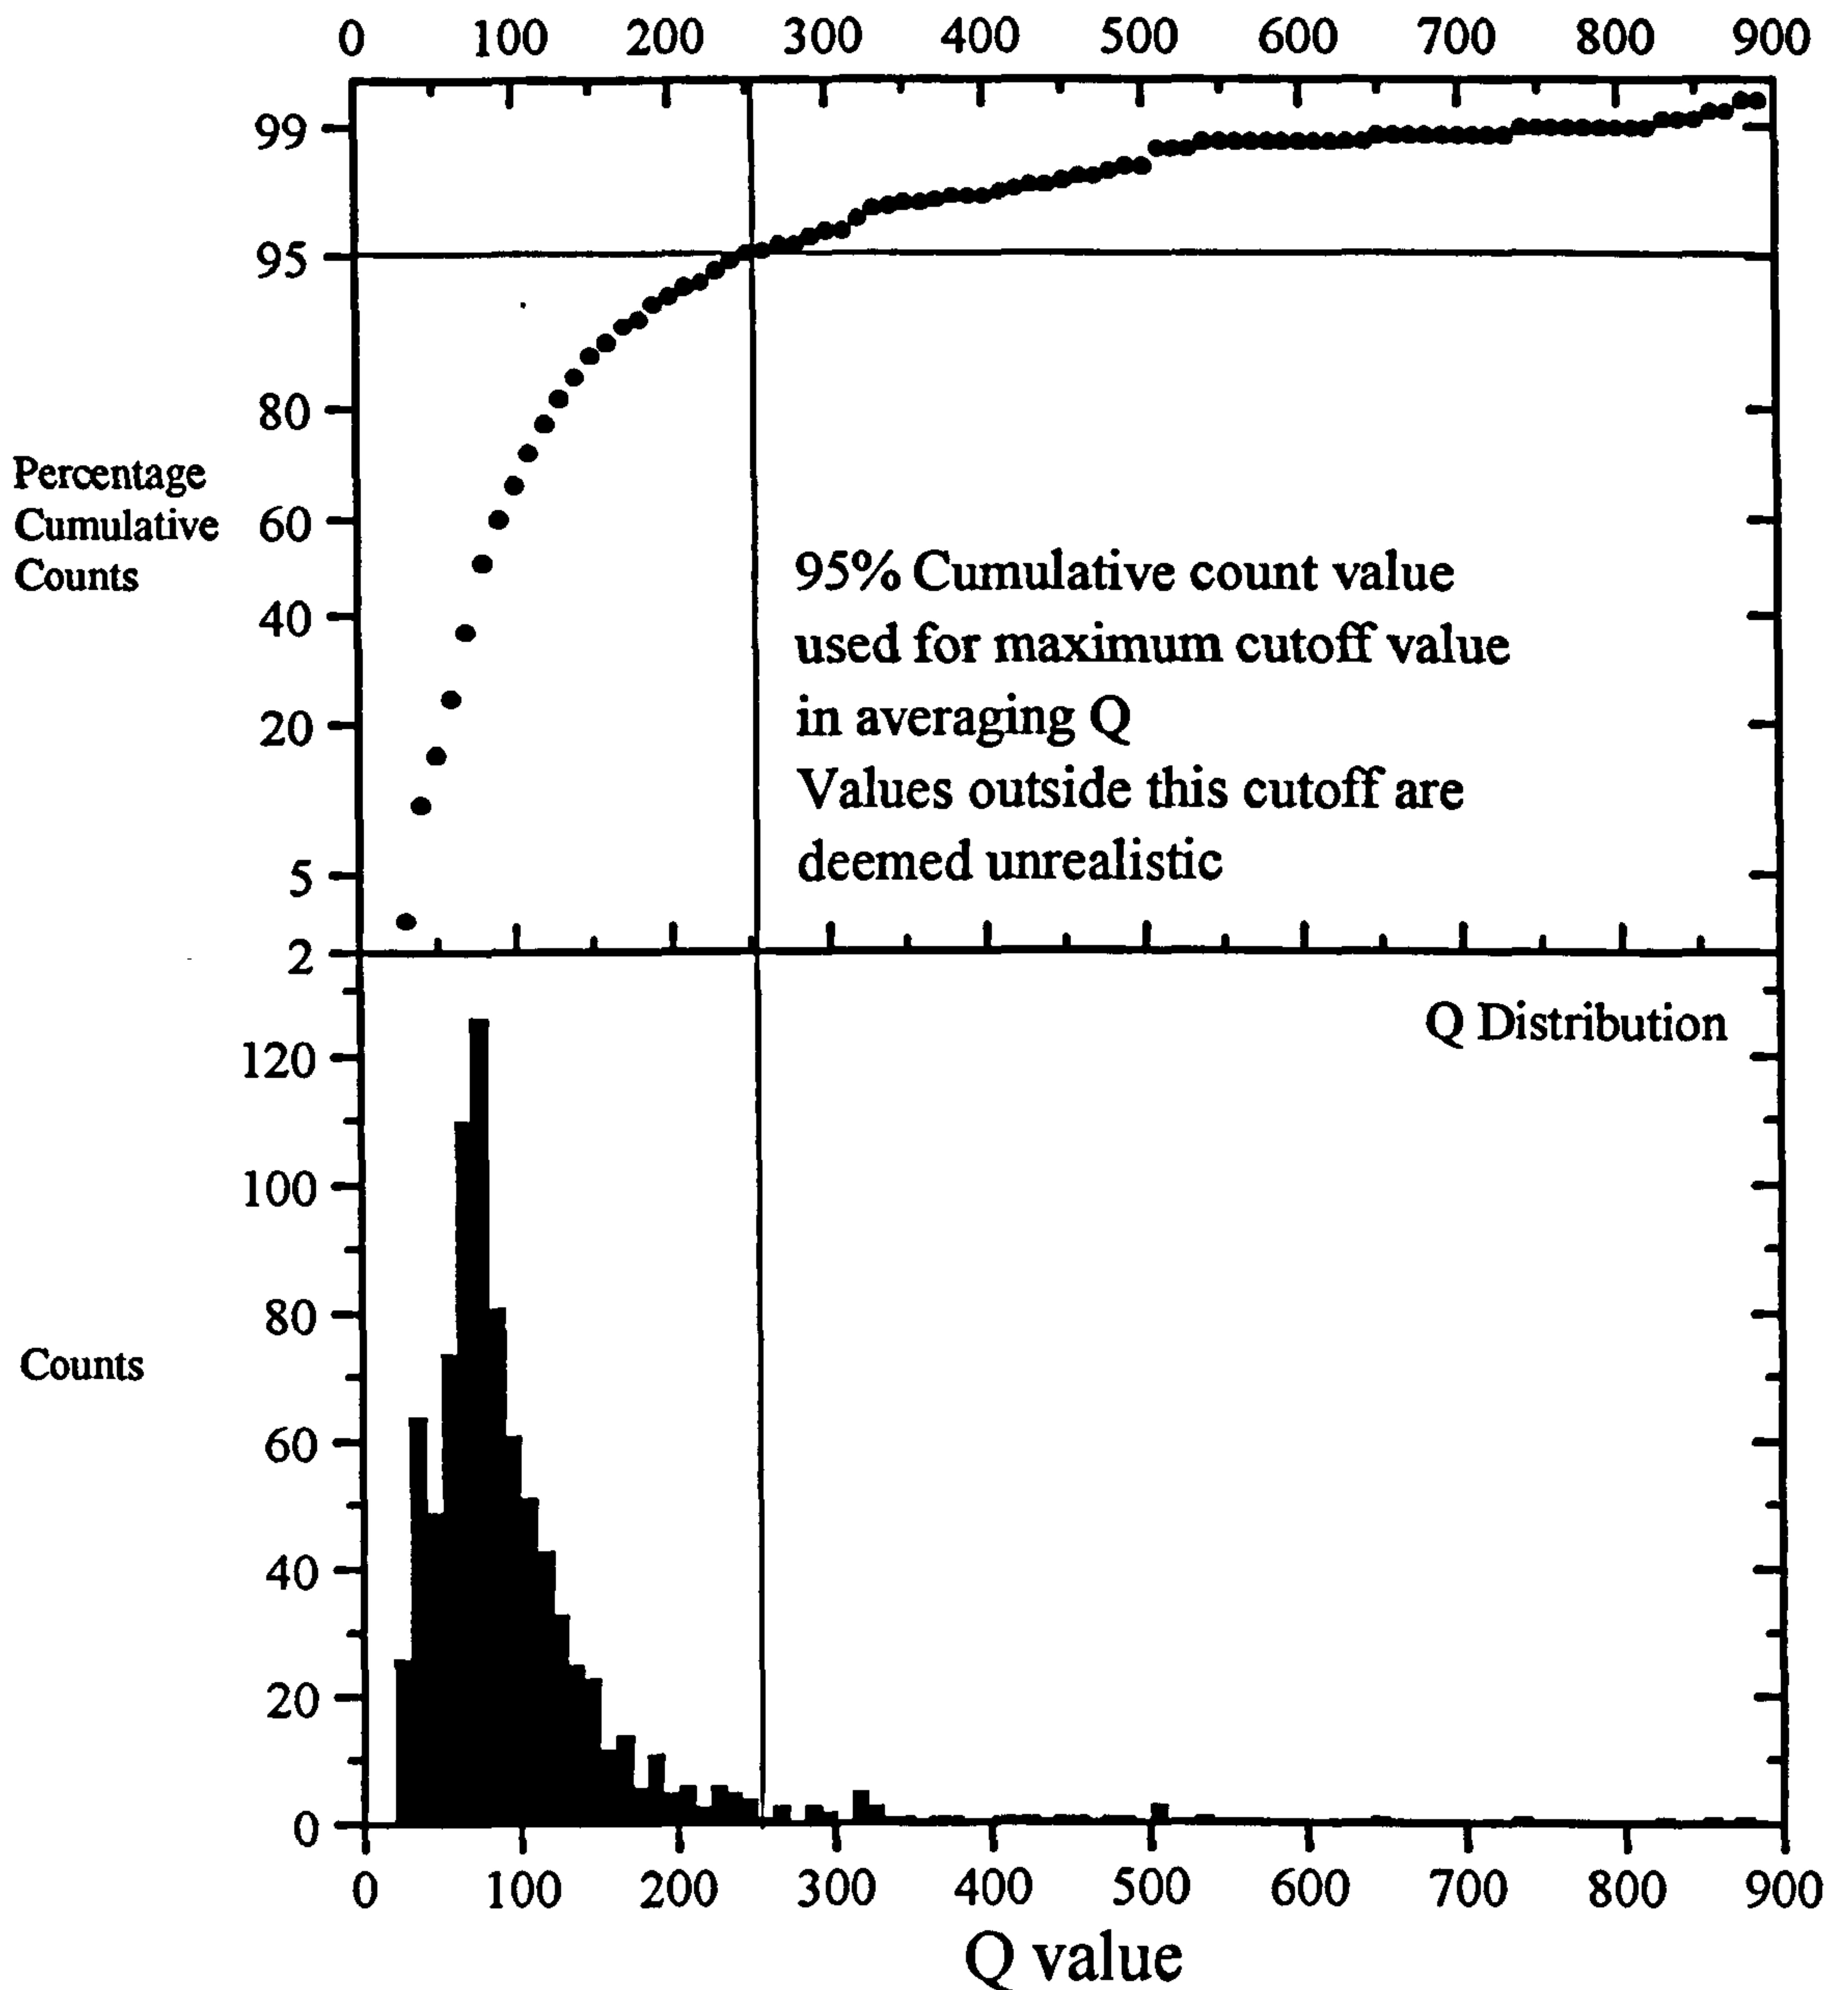 0 100 200 300 400 500 600 700 800 900
99
95
80
Percentage
Cumulative
Counts
60
40
20
5
2
95% Cumulative count value
used for maximum cutoff value
in averaging Q
Values outside this cutoff are
deemed unrealistic
Q Distribution
120
100
80
Counts
60
40
20
0
0 100 200 300 400 500 600 700 800 900
Q value